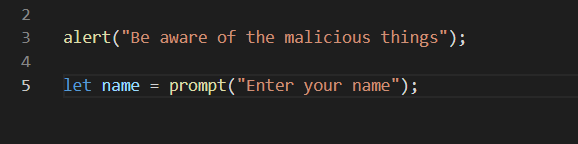 2
3 alert("Be aware of the malicious things");
4
5 let name = prompt("Enter your name");